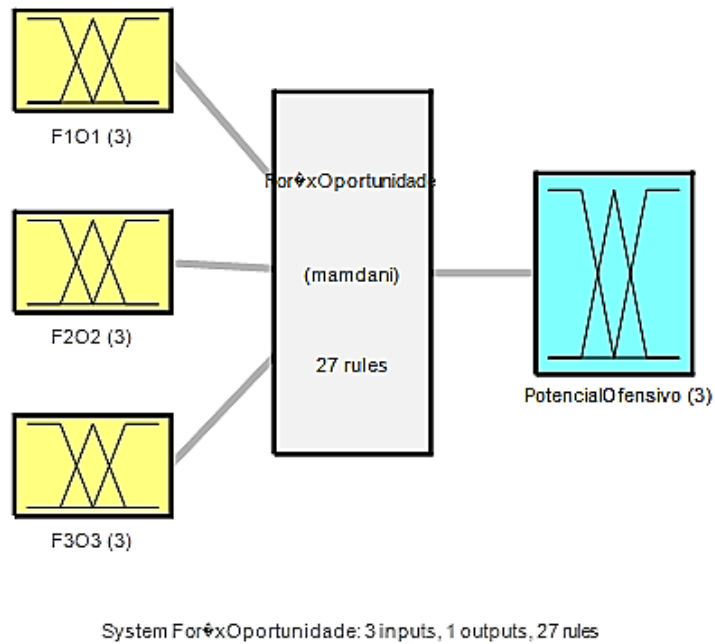 F1O1 (3)
For�xOportunidade
(mamdani)
F2O2 (3)
27 rules
PotencialOfensivo (3)
F3O3 (3)
System For�xOportunidade: 3 inputs, 1 outputs, 27 rules